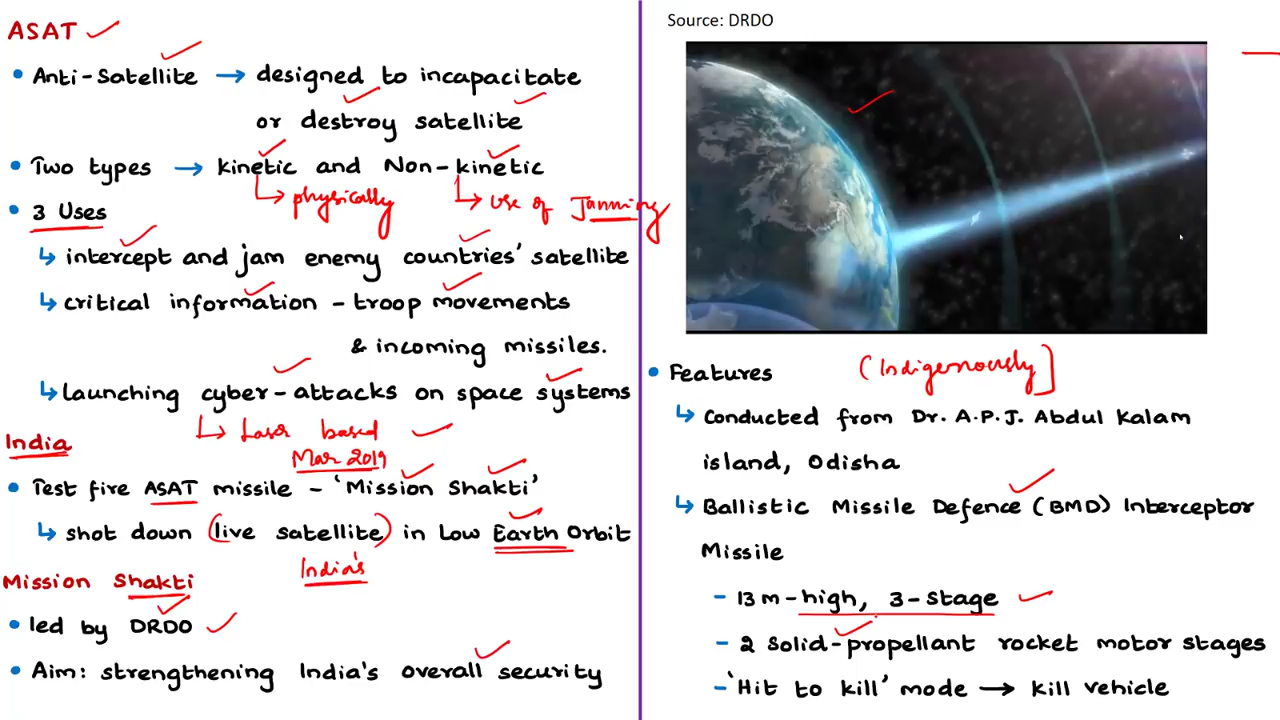 ASAT
• Anti-Satellite → designed to incapacitate
or destroy satellite
• Two types → kinetic and Non-kinetic
↳ physically ↳ Use of Jamming
• 3 Uses
↳ intercept and jam enemy countries' satellite
↳ critical information - troop movements
& incoming missiles.
↳ launching cyber-attacks on space systems
↳ Laser based
India
Mar 2019
• Test fire ASAT missile - 'Mission Shakti'
↳ shot down (live satellite) in Low Earth Orbit
India's
Mission Shakti
• led by DRDO
• Aim: strengthening India's overall security
Source: DRDO
• Features (Indigenously]
↳ Conducted from Dr. A.P.J. Abdul Kalam
island, Odisha
↳ Ballistic Missile Defence (BMD) Interceptor
Missile
- 13m-high, 3-stage
- 2 Solid-propellant rocket motor stages
- 'Hit to kill' mode → kill vehicle